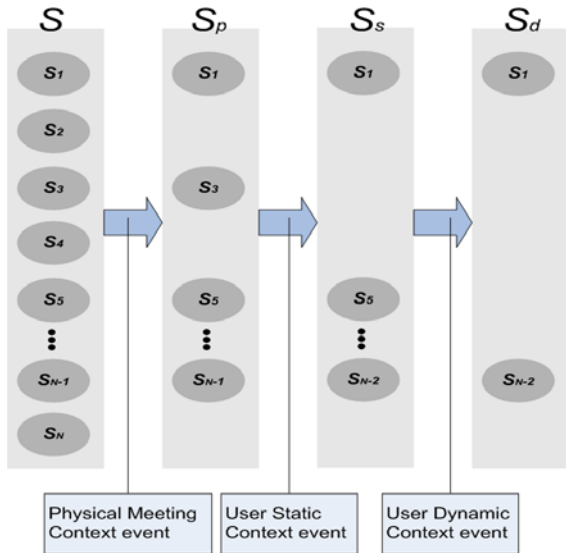 S Sp Ss Sd
S1 S1 S1 S1
S2
S3 S3
S4
S5 S5 S5
SN-1 SN-1 SN-2 SN-2
SN
Physical Meeting User Static User Dynamic
Context event Context event Context event